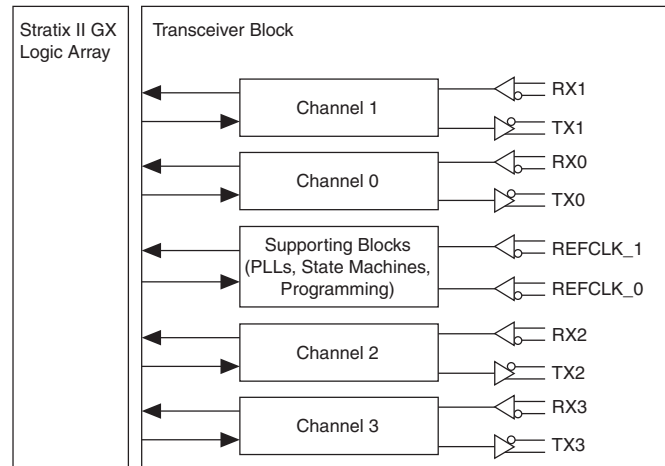 Stratix II GX
Logic Array
Transceiver Block
Channel 1
RX1
TX1
Channel 0
RX0
TX0
Supporting Blocks
(PLLs, State Machines,
Programming)
REFCLK_1
REFCLK_0
Channel 2
RX2
TX2
Channel 3
RX3
TX3